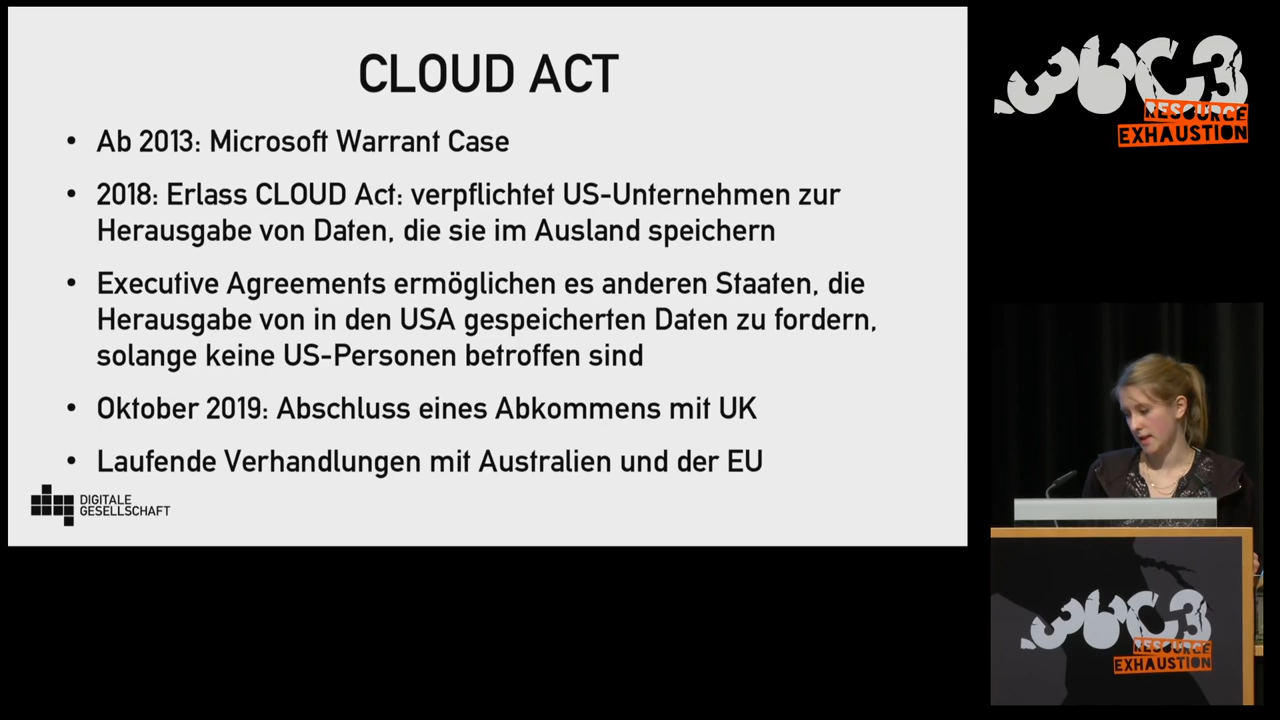 CLOUD ACT
• Ab 2013: Microsoft Warrant Case
• 2018: Erlass CLOUD Act: verpflichtet US-Unternehmen zur
Herausgabe von Daten, die sie im Ausland speichern
• Executive Agreements ermöglichen es anderen Staaten, die
Herausgabe von in den USA gespeicherten Daten zu fordern,
solange keine US-Personen betroffen sind
• Oktober 2019: Abschluss eines Abkommens mit UK
• Laufende Verhandlungen mit Australien und der EU
DIGITALE
GESELLSCHAFT
36C3
RESOURCE
EXHAUSTION
36C3
RESOURCE
EXHAUSTION